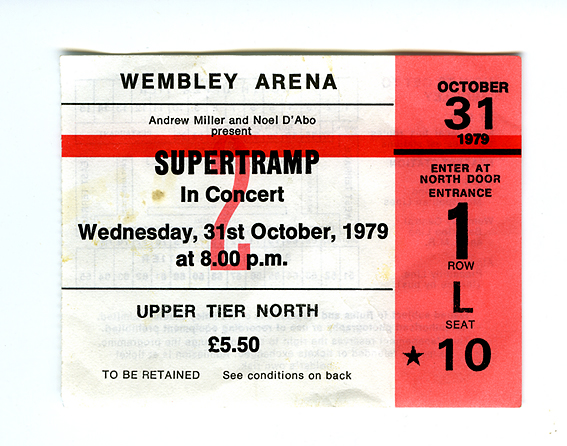 WEMBLEY ARENA
Andrew Miller and Noel D'Abo
present
SUPERTRAMP
In Concert
2
Wednesday, 31st October, 1979
at 8.00 p.m.
UPPER TIER NORTH
£5.50
TO BE RETAINED See conditions on back
OCTOBER
31
1979
ENTER AT
NORTH DOOR
ENTRANCE
1
ROW
L
SEAT
★ 10